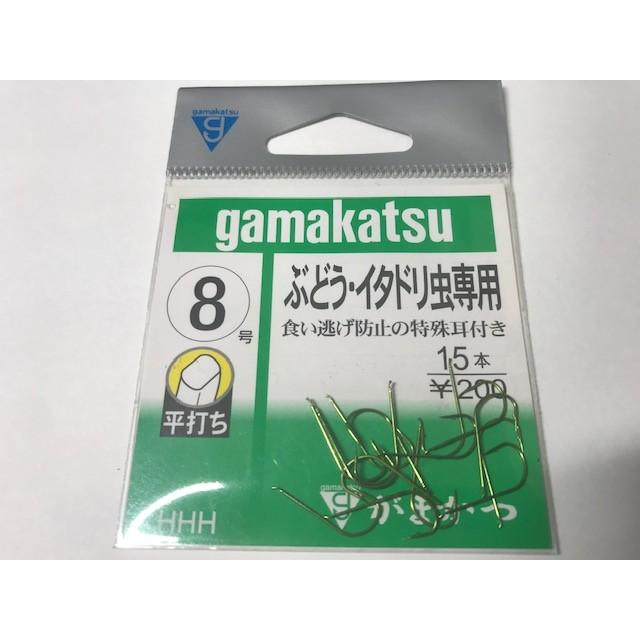 gamakatsu
gamakatsu
8号
ぶどう・イタドリ虫専用
食い逃げ防止の特殊耳付き
15本
¥200
平打ち
gamakatsu
がまかつ
HHH